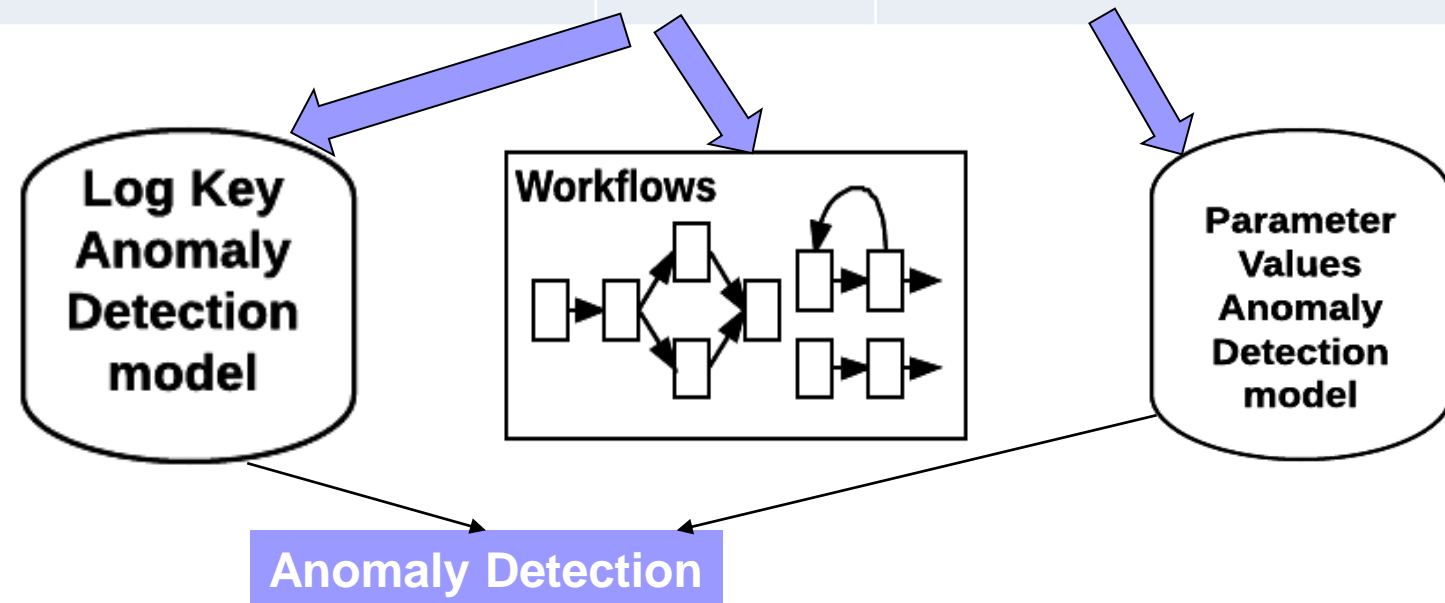 Log Key
Anomaly
Detection
model
Workflows
Parameter
Values
Anomaly
Detection
model
Anomaly Detection